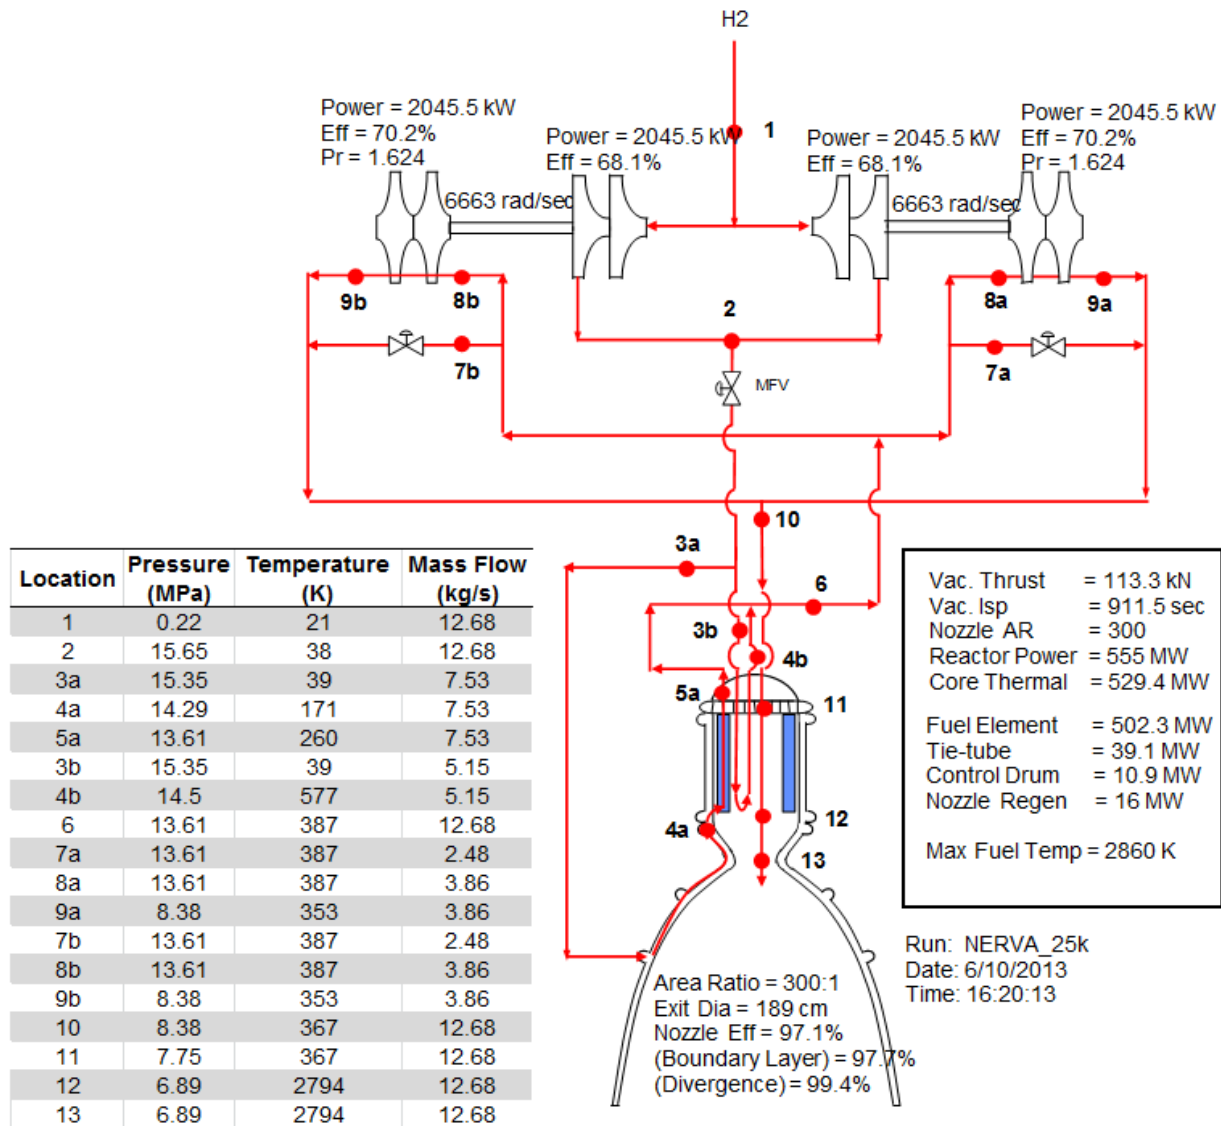 H2
Power = 2045.5 kW
Eff = 70.2%
Pr = 1.624
Power = 2045.5 kW
Eff = 68.1%
1
Power = 2045.5 kW
Eff = 68.1%
Power = 2045.5 kW
Eff = 70.2%
Pr = 1.624
6663 rad/sec
6663 rad/sec
9b
8b
2
8a
9a
7b
7a
MFV
10
3a
6
3b
4b
5a
11
4a
12
13
Location Pressure (MPa) Temperature (K) Mass Flow (kg/s)
1 0.22 21 12.68
2 15.65 38 12.68
3a 15.35 39 7.53
4a 14.29 171 7.53
5a 13.61 260 7.53
3b 15.35 39 5.15
4b 14.5 577 5.15
6 13.61 387 12.68
7a 13.61 387 2.48
8a 13.61 387 3.86
9a 8.38 353 3.86
7b 13.61 387 2.48
8b 13.61 387 3.86
9b 8.38 353 3.86
10 8.38 367 12.68
11 7.75 367 12.68
12 6.89 2794 12.68
13 6.89 2794 12.68
Vac. Thrust = 113.3 kN
Vac. Isp = 911.5 sec
Nozzle AR = 300
Reactor Power = 555 MW
Core Thermal = 529.4 MW
Fuel Element = 502.3 MW
Tie-tube = 39.1 MW
Control Drum = 10.9 MW
Nozzle Regen = 16 MW
Max Fuel Temp = 2860 K
Run: NERVA_25k
Date: 6/10/2013
Time: 16:20:13
Area Ratio = 300:1
Exit Dia = 189 cm
Nozzle Eff = 97.1%
(Boundary Layer) = 97.7%
(Divergence) = 99.4%